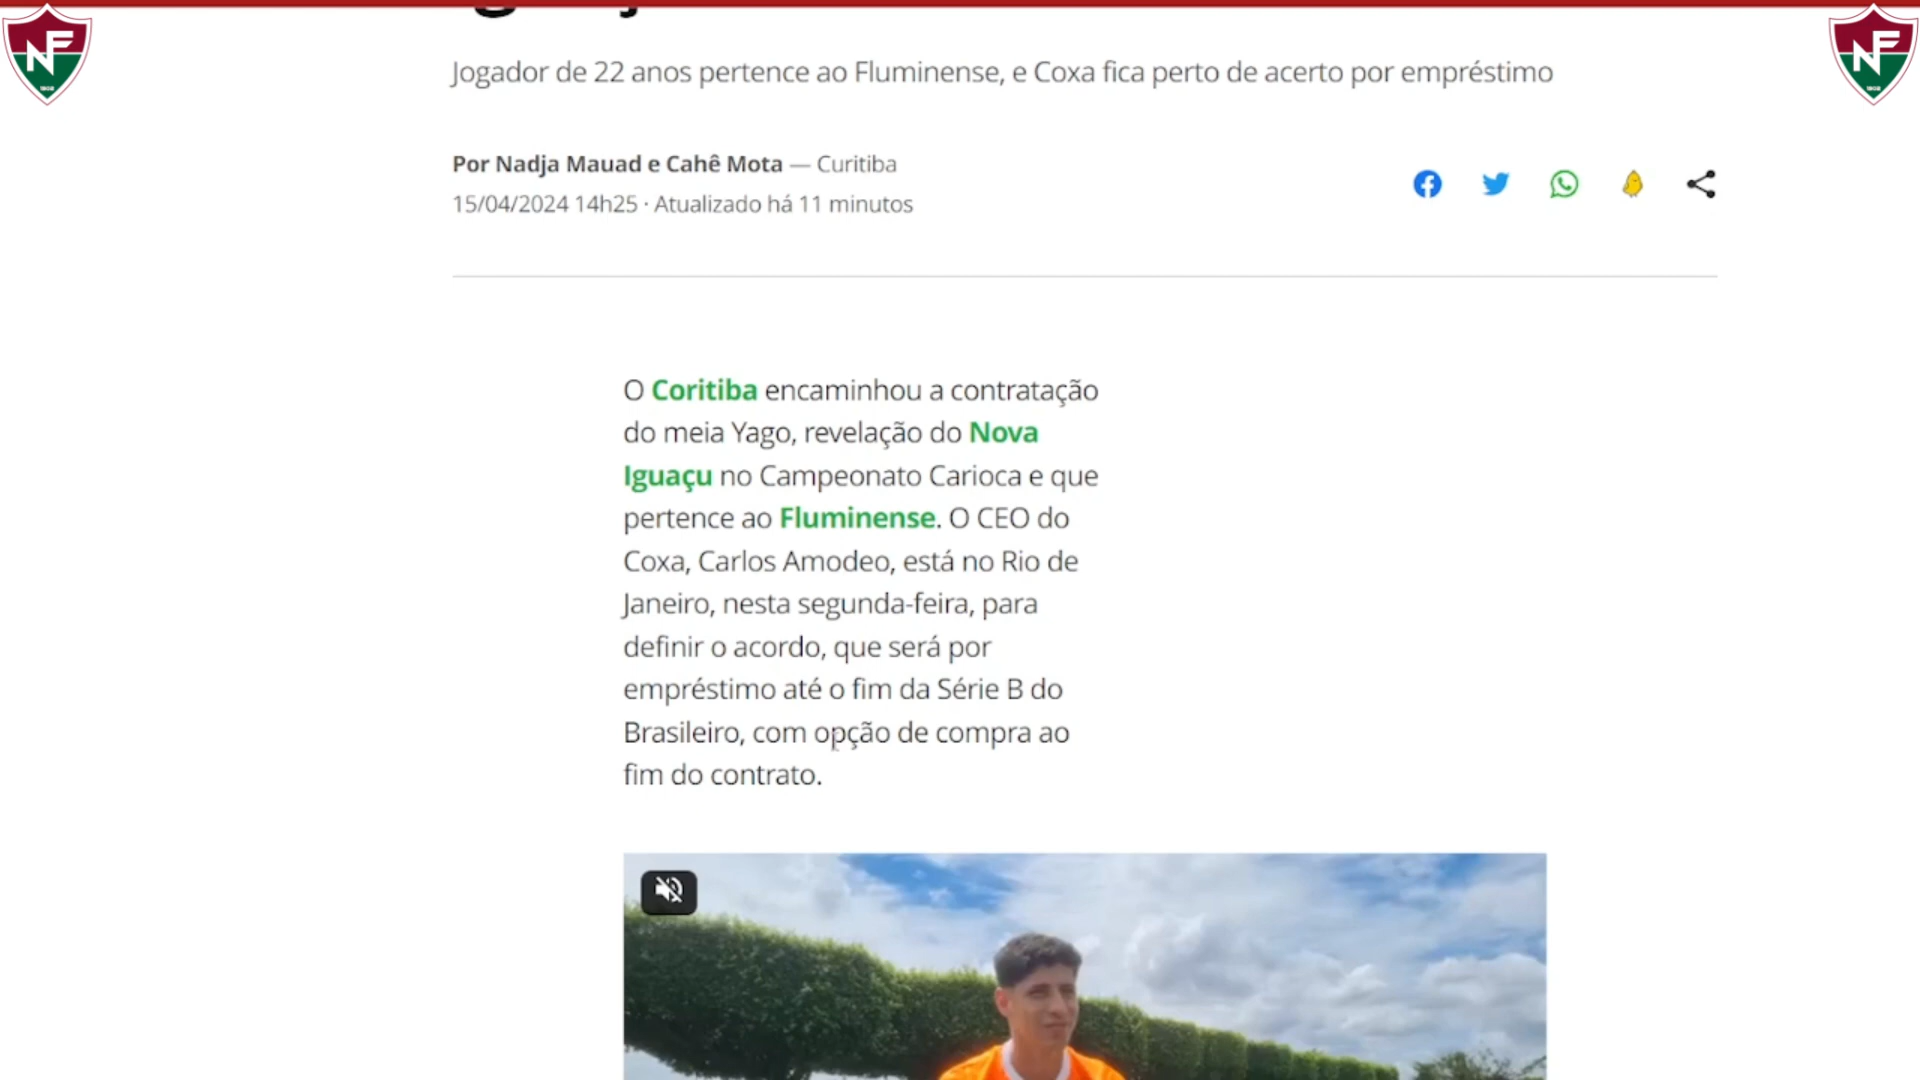 Jogador de 22 anos pertence ao Fluminense, e Coxa fica perto de acerto por empréstimo
Por Nadja Mauad e Cahê Mota — Curitiba
15/04/2024 14h25 · Atualizado há 11 minutos
O Coritiba encaminhou a contratação
do meia Yago, revelação do Nova
Iguaçu no Campeonato Carioca e que
pertence ao Fluminense. O CEO do
Coxa, Carlos Amodeo, está no Rio de
Janeiro, nesta segunda-feira, para
definir o acordo, que será por
empréstimo até o fim da Série B do
Brasileiro, com opção de compra ao
fim do contrato.
NF
NF